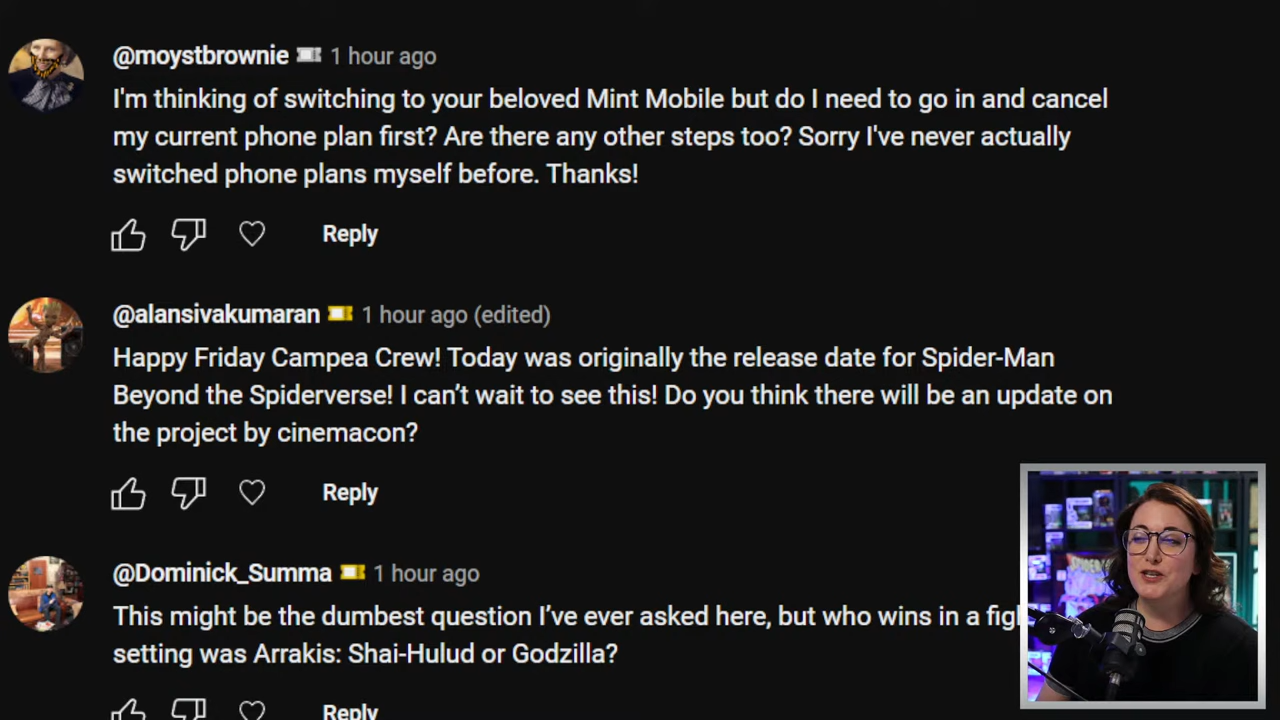 @moystbrownie 1 hour ago
I'm thinking of switching to your beloved Mint Mobile but do I need to go in and cancel
my current phone plan first? Are there any other steps too? Sorry I've never actually
switched phone plans myself before. Thanks!
Reply
@alansivakumaran 1 hour ago (edited)
Happy Friday Campea Crew! Today was originally the release date for Spider-Man
Beyond the Spiderverse! I can’t wait to see this! Do you think there will be an update on
the project by cinemacon?
Reply
@Dominick_Summa 1 hour ago
This might be the dumbest question I’ve ever asked here, but who wins in a
setting was Arrakis: Shai-Hulud or Godzilla?
Reply